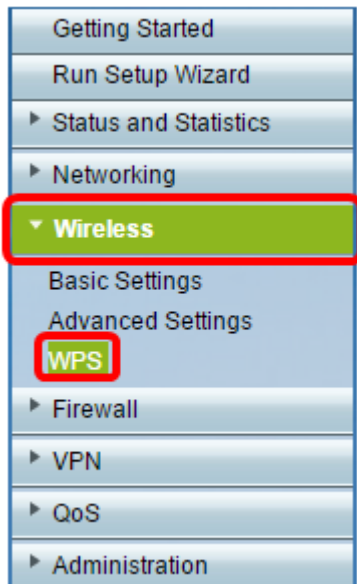 Getting Started
Run Setup Wizard
Status and Statistics
Networking
Wireless
Basic Settings
Advanced Settings
WPS
Firewall
VPN
QoS
Administration